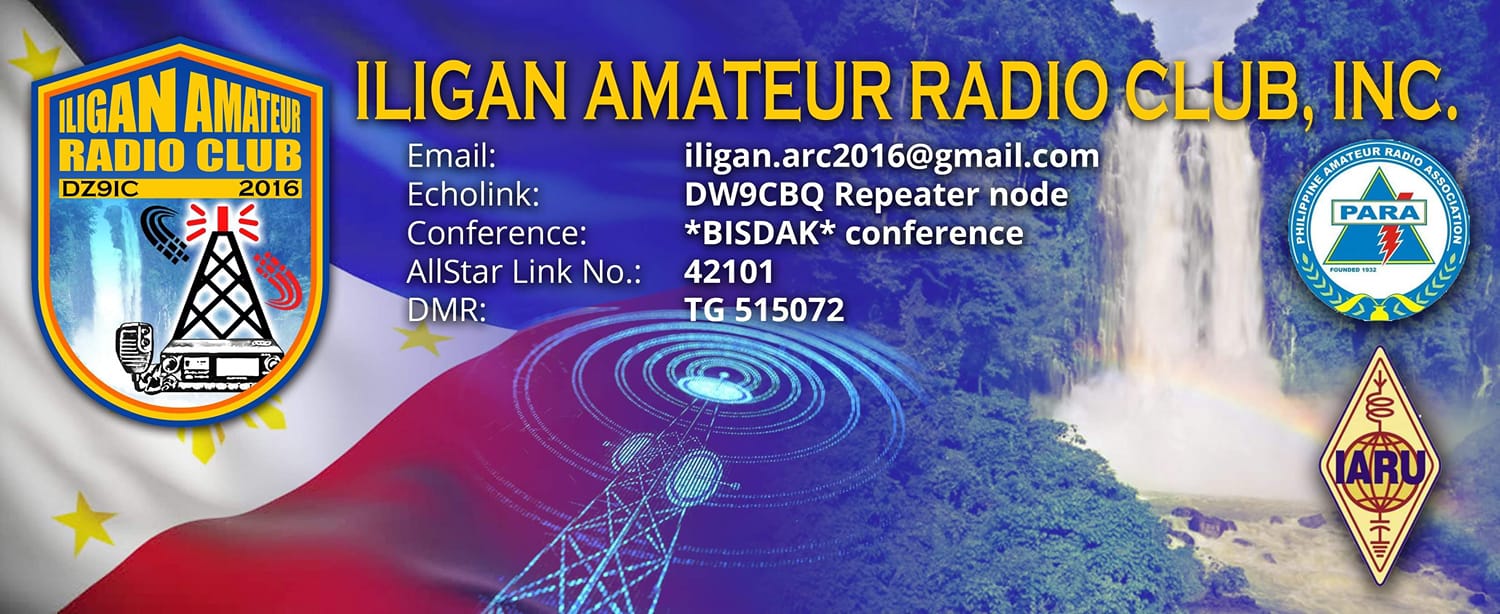 ILIGAN AMATEUR
RADIO CLUB
DZ9IC 2016
ILIGAN AMATEUR RADIO CLUB, INC.
Email: iligan.arc2016@gmail.com
Echolink: DW9CBQ Repeater node
Conference: *BISDAK* conference
AllStar Link No.: 42101
DMR: TG 515072
PHILIPPINE AMATEUR RADIO ASSOCIATION
PARÁ
FOUNDED 1932
IARU